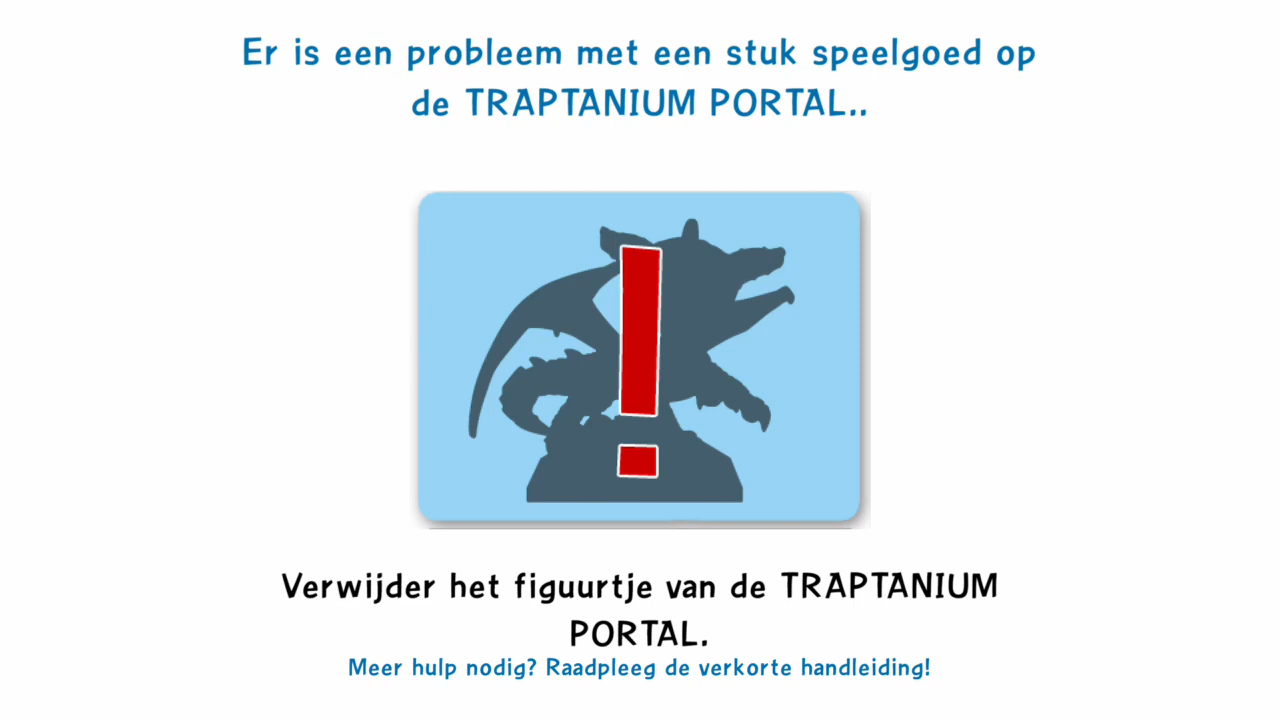 Er is een probleem met een stuk speelgoed op
de TRAPTANIUM PORTAL..
Verwijder het figuurtje van de TRAPTANIUM
PORTAL.
Meer hulp nodig? Raadpleeg de verkorte handleiding!